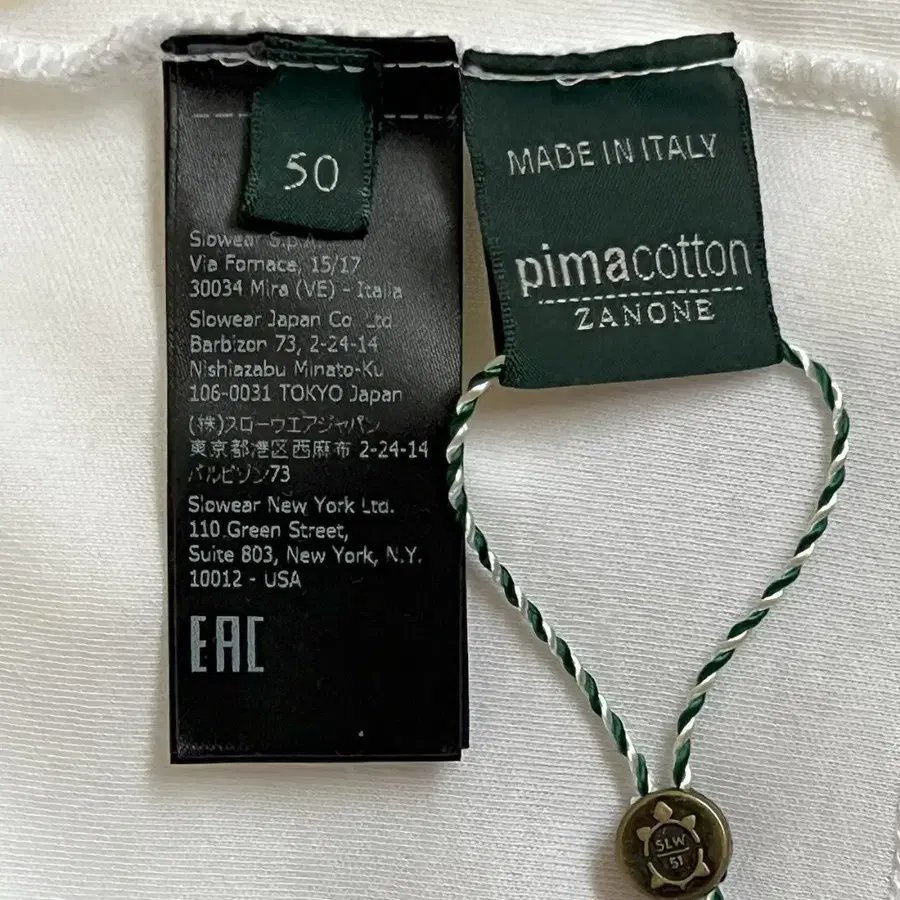 50
Slowear S.p.A.
Via Fornace, 15/17
30034 Mira (VE) - Italia
Slowear Japan Co Ltd
Barbizon 73, 2-24-14
Nishiazabu Minato-Ku
106-0031 TOKYO Japan
(株)スローウエアジャパン
東京都港区西麻布 2-24-14
バルビゾン73
Slowear New York Ltd.
110 Green Street,
Suite 803, New York, N.Y.
10012 - USA
EAC
MADE IN ITALY
pimacotton
ZANONE
SLW
51